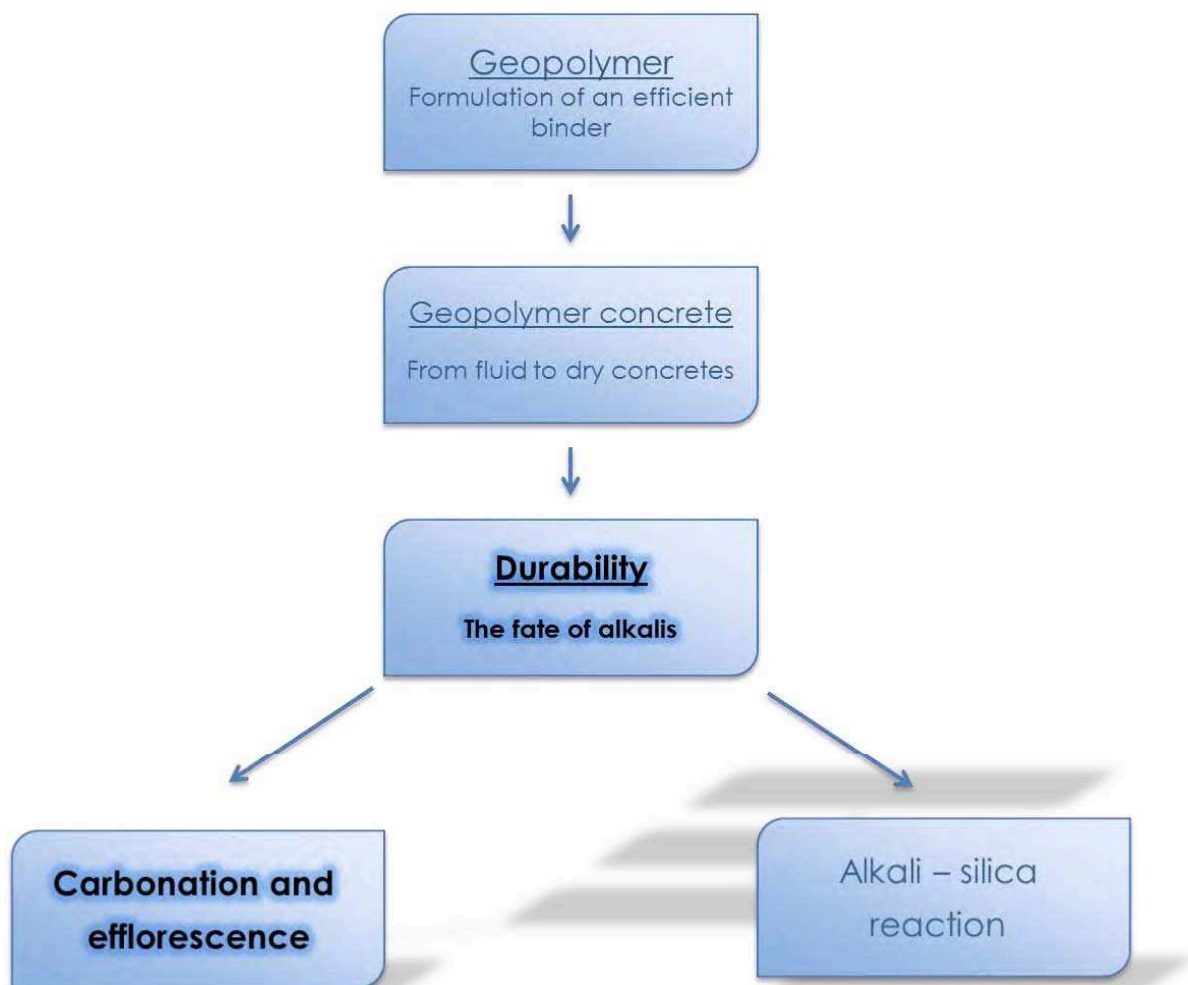 Geopolymer
Formulation of an efficient
binder
Geopolymer concrete
From fluid to dry concretes
Durability
The fate of alkalis
Carbonation and
efflorescence
Alkali – silica
reaction